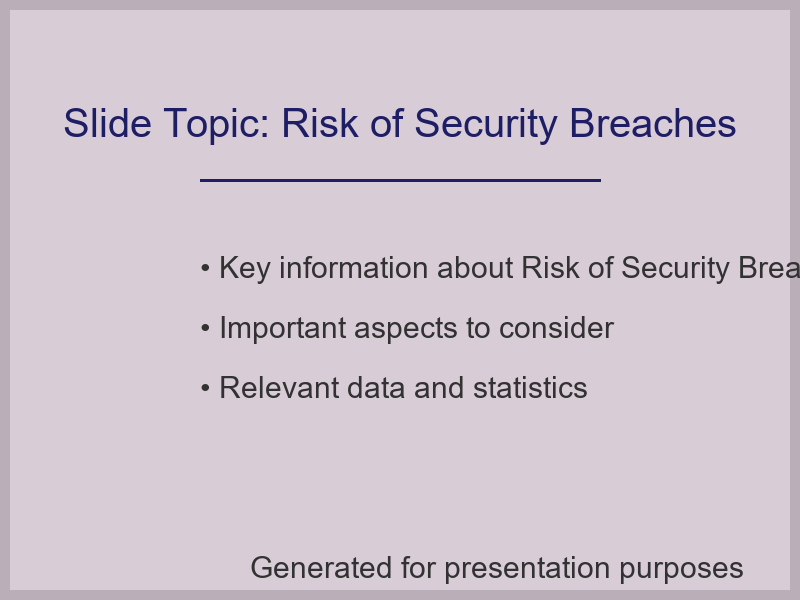 Slide Topic: Risk of Security Breaches
• Key information about Risk of Security Brea
• Important aspects to consider
• Relevant data and statistics
Generated for presentation purposes